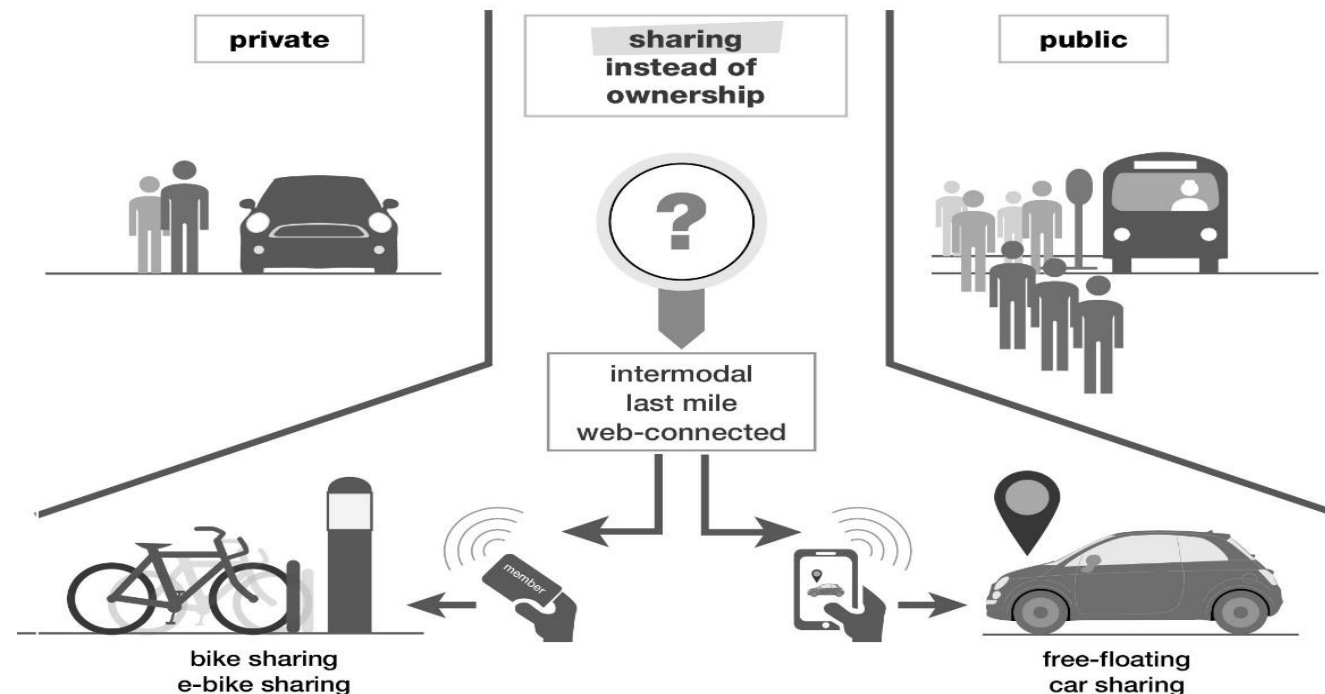 private
sharing
instead of
ownership
public
?
intermodal
last mile
web-connected
member
bike sharing
e-bike sharing
free-floating
car sharing